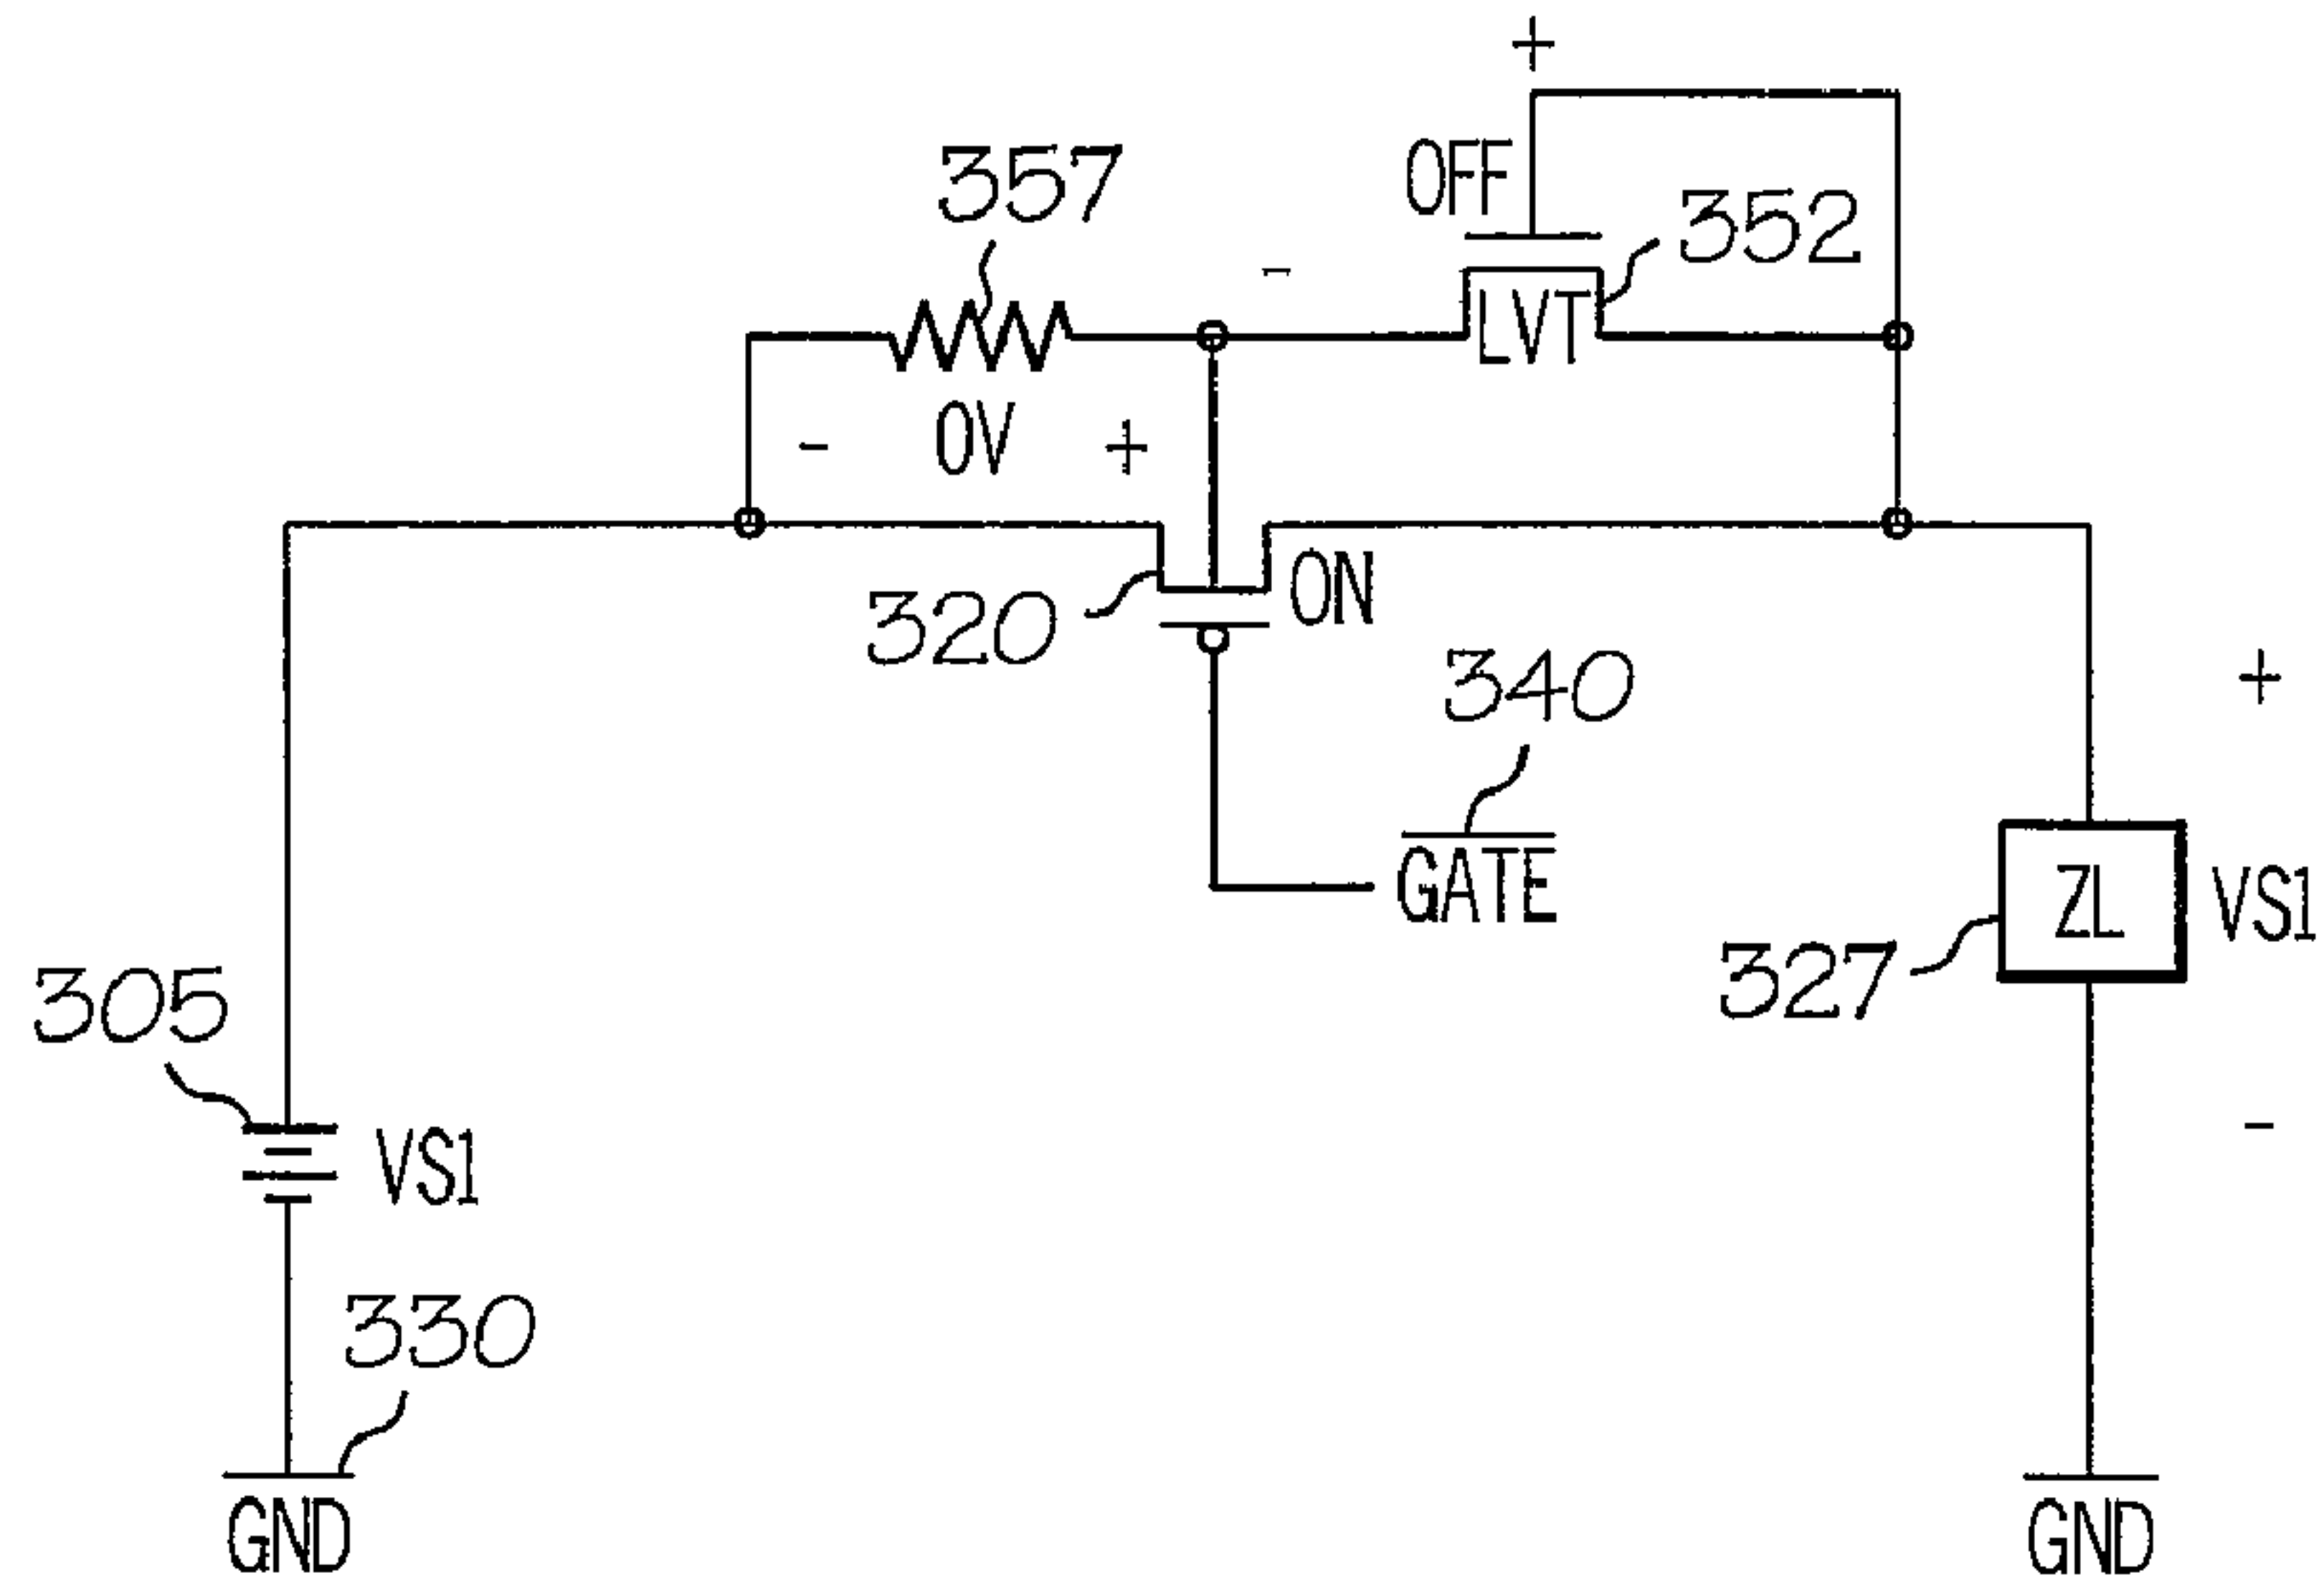 +
OFF
357
352
-
LVT
- 0V +
320
ON
340
+
GATE
ZL
VS1
327
305
VS1
-
330
GND
GND